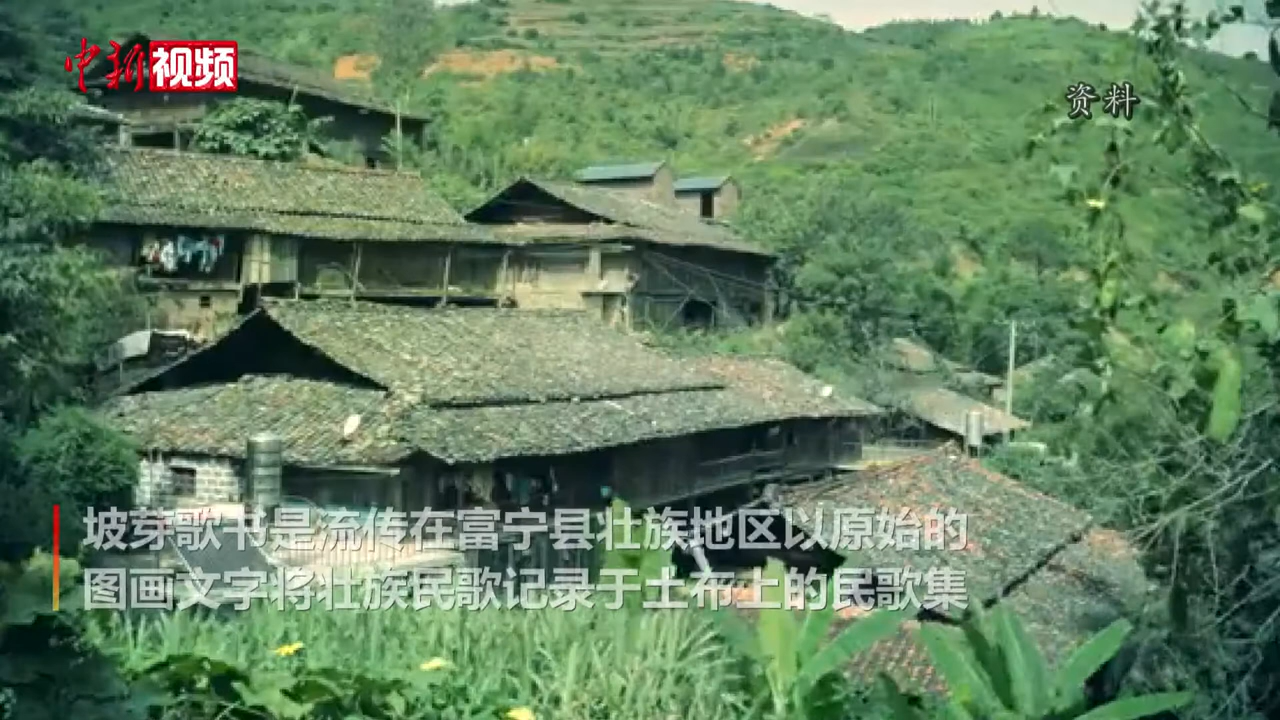 中新视频
资料
坡芽歌书是流传在富宁县壮族地区以原始的
图画文字将壮族民歌记录于土布上的民歌集